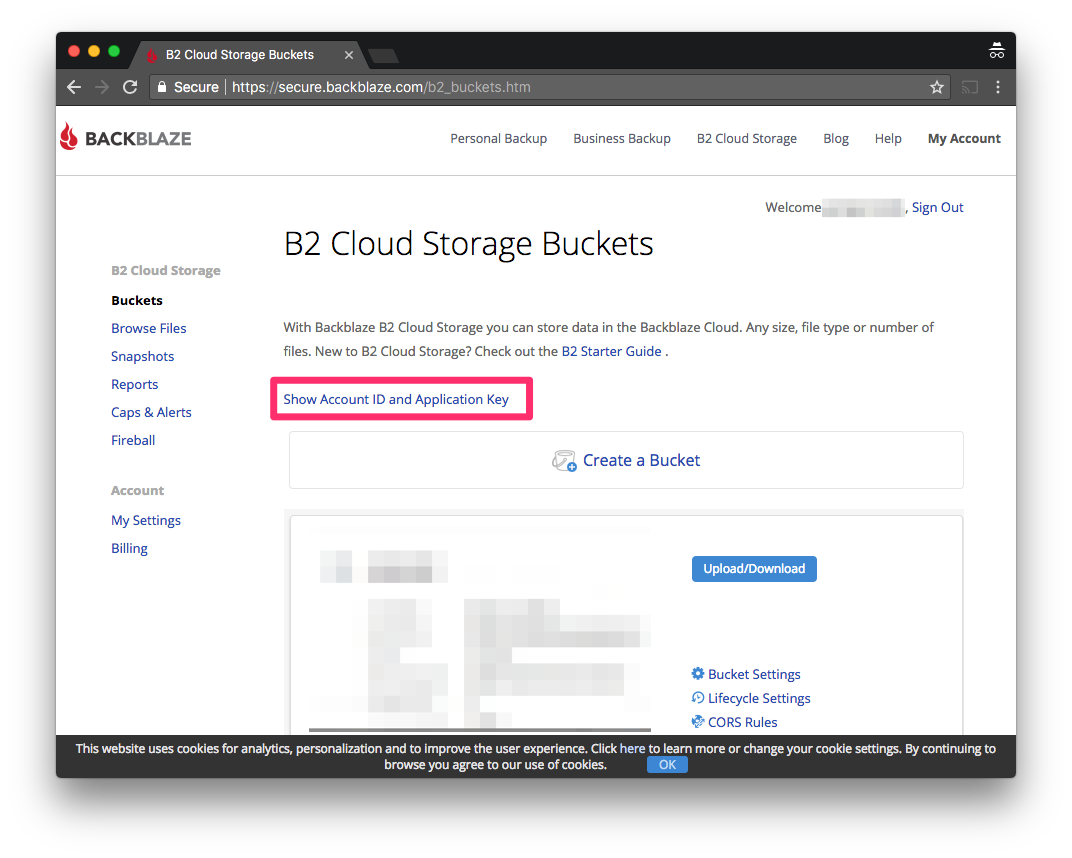 B2 Cloud Storage Buckets
Secure https://secure.backblaze.com/b2_buckets.htm
BACKBLAZE
Personal Backup Business Backup B2 Cloud Storage Blog Help My Account
Welcome , Sign Out
B2 Cloud Storage Buckets
B2 Cloud Storage
Buckets
Browse Files
Snapshots
Reports
Caps & Alerts
Fireball
Account
My Settings
Billing
With Backblaze B2 Cloud Storage you can store data in the Backblaze Cloud. Any size, file type or number of
files. New to B2 Cloud Storage? Check out the B2 Starter Guide .
Show Account ID and Application Key
Create a Bucket
Upload/Download
Bucket Settings
Lifecycle Settings
CORS Rules
This website uses cookies for analytics, personalization and to improve the user experience. Click here to learn more or change your cookie settings. By continuing to
browse you agree to our use of cookies. OK